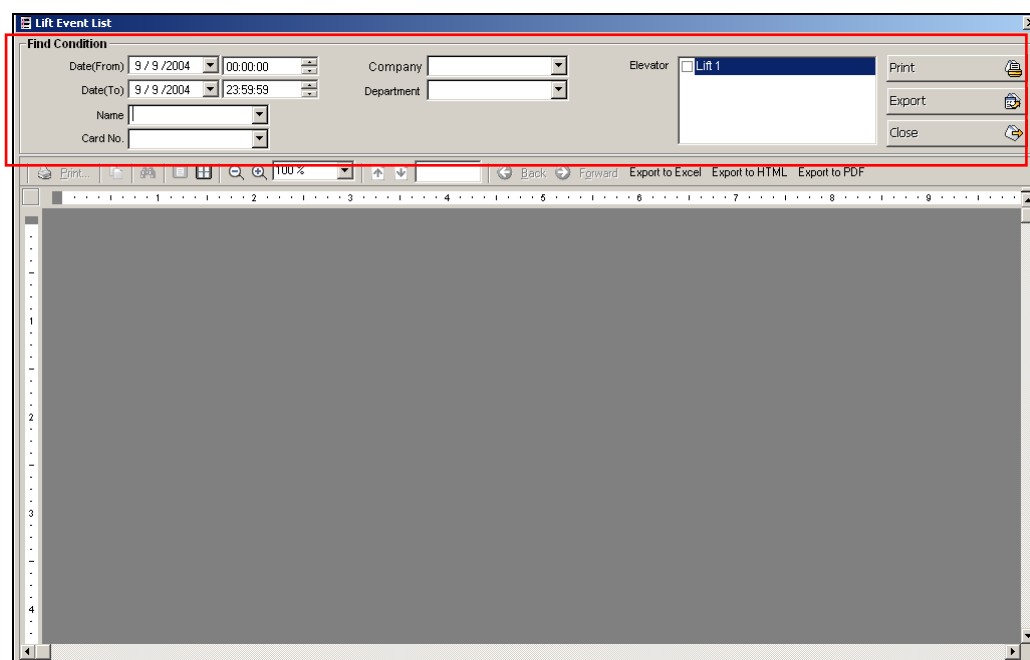 Lift Event List
Find Condition
Date(From) 9 / 9 /2004 00:00:00 Company Elevator Lift 1 Print
Date(To) 9 / 9 /2004 23:59:59 Department Export
Name
Card No. Close
Print... 100 % Back Forward Export to Excel Export to HTML Export to PDF
1 2 3 4 5 6 7 8 9
1
2
3
4